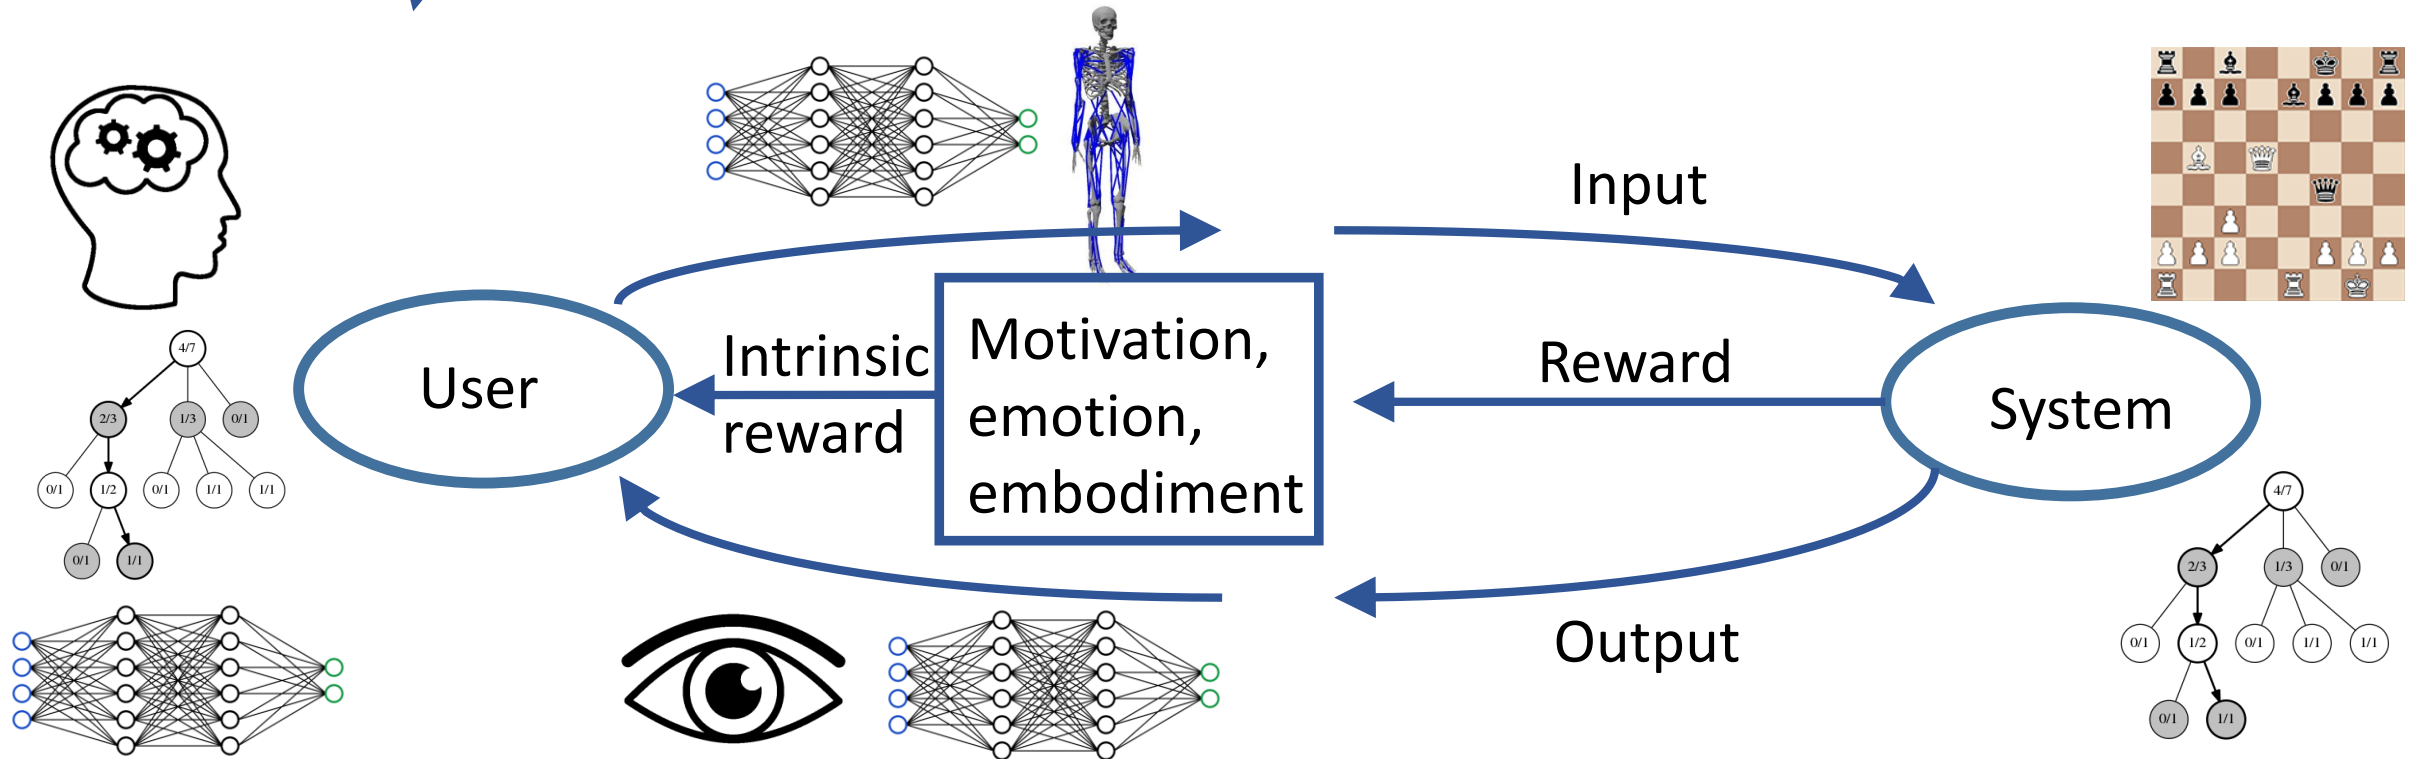 Input
4/7
2/3 1/3 0/1
0/1 1/2 0/1 1/1 1/1
0/1 1/1
User
Intrinsic
reward
Motivation,
emotion,
embodiment
Reward
System
Output
4/7
2/3 1/3 0/1
0/1 1/2 0/1 1/1 1/1
0/1 1/1